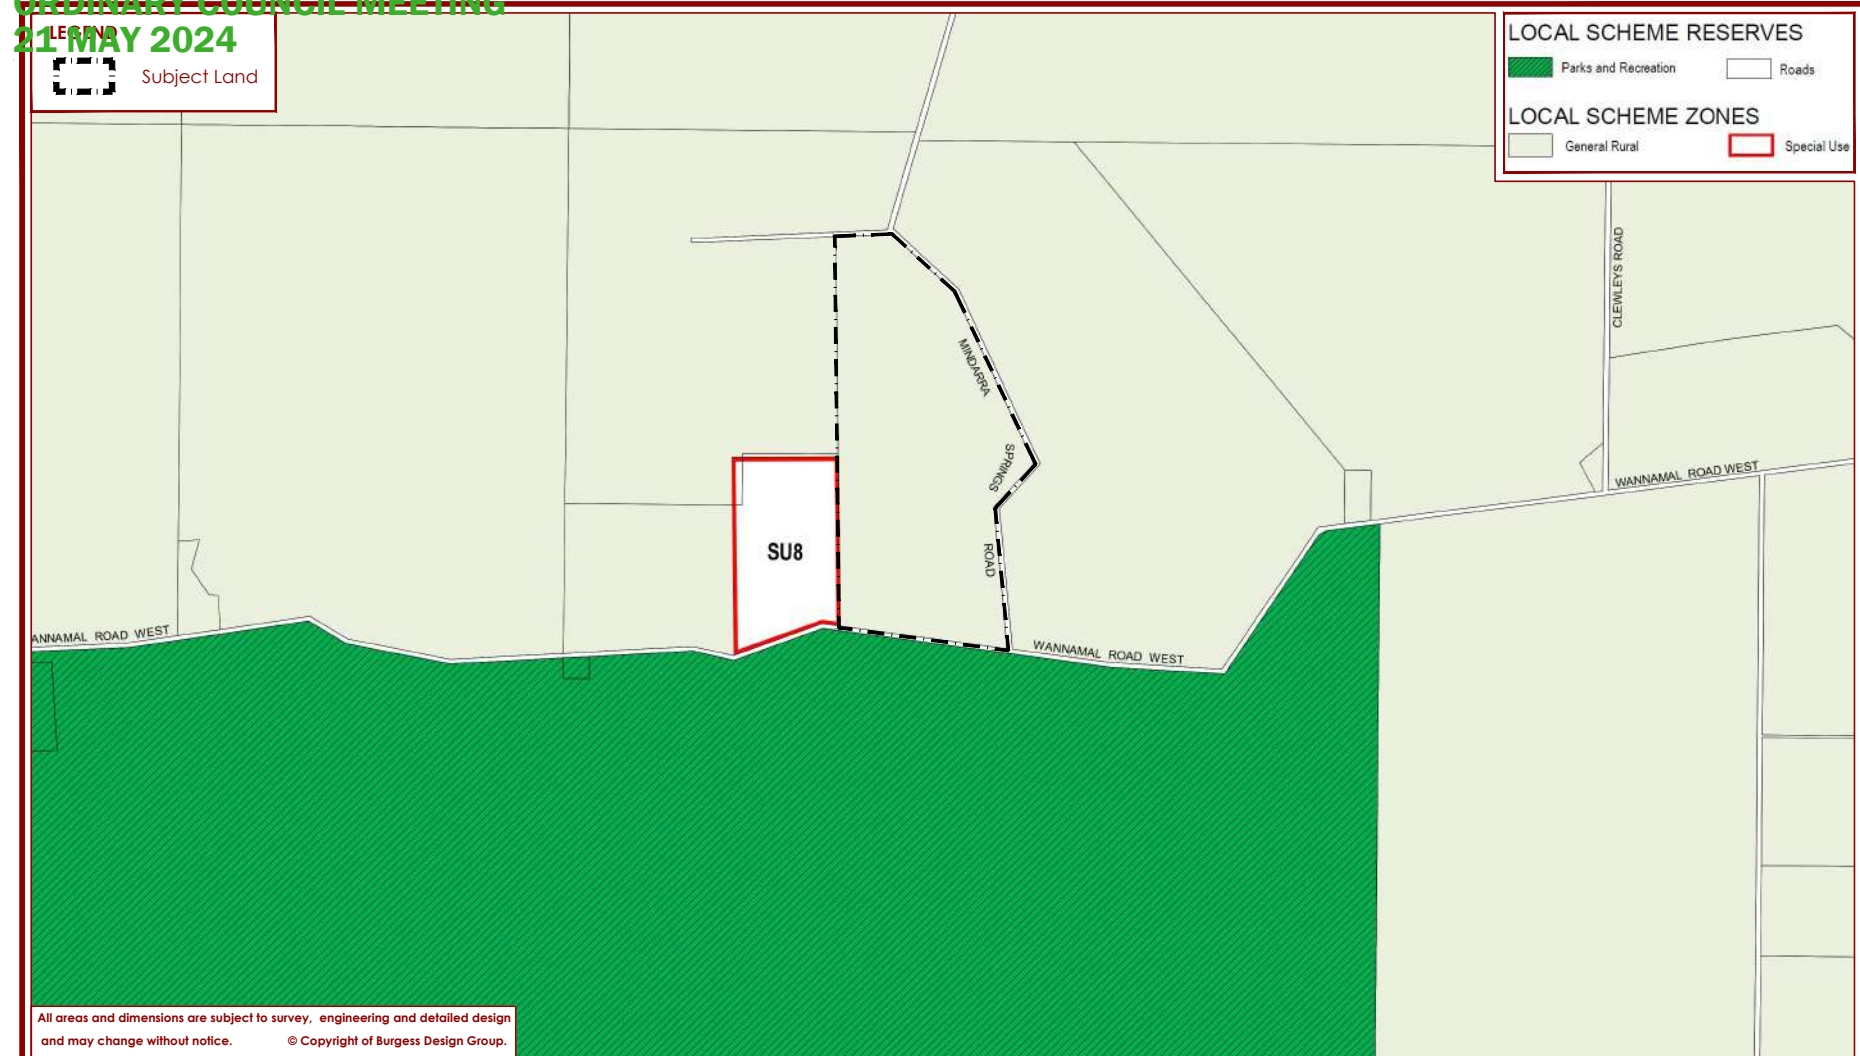 ORDINARY COUNCIL MEETING
21 MAY 2024
LEGEND
Subject Land
LOCAL SCHEME RESERVES
Parks and Recreation
Roads
LOCAL SCHEME ZONES
General Rural
Special Use
CLEWLEYS ROAD
MINDARRA
SPRINGS
ROAD
WANNAMAL ROAD WEST
SU8
ANNAMAL ROAD WEST
WANNAMAL ROAD WEST
All areas and dimensions are subject to survey, engineering and detailed design
and may change without notice. © Copyright of Burgess Design Group.